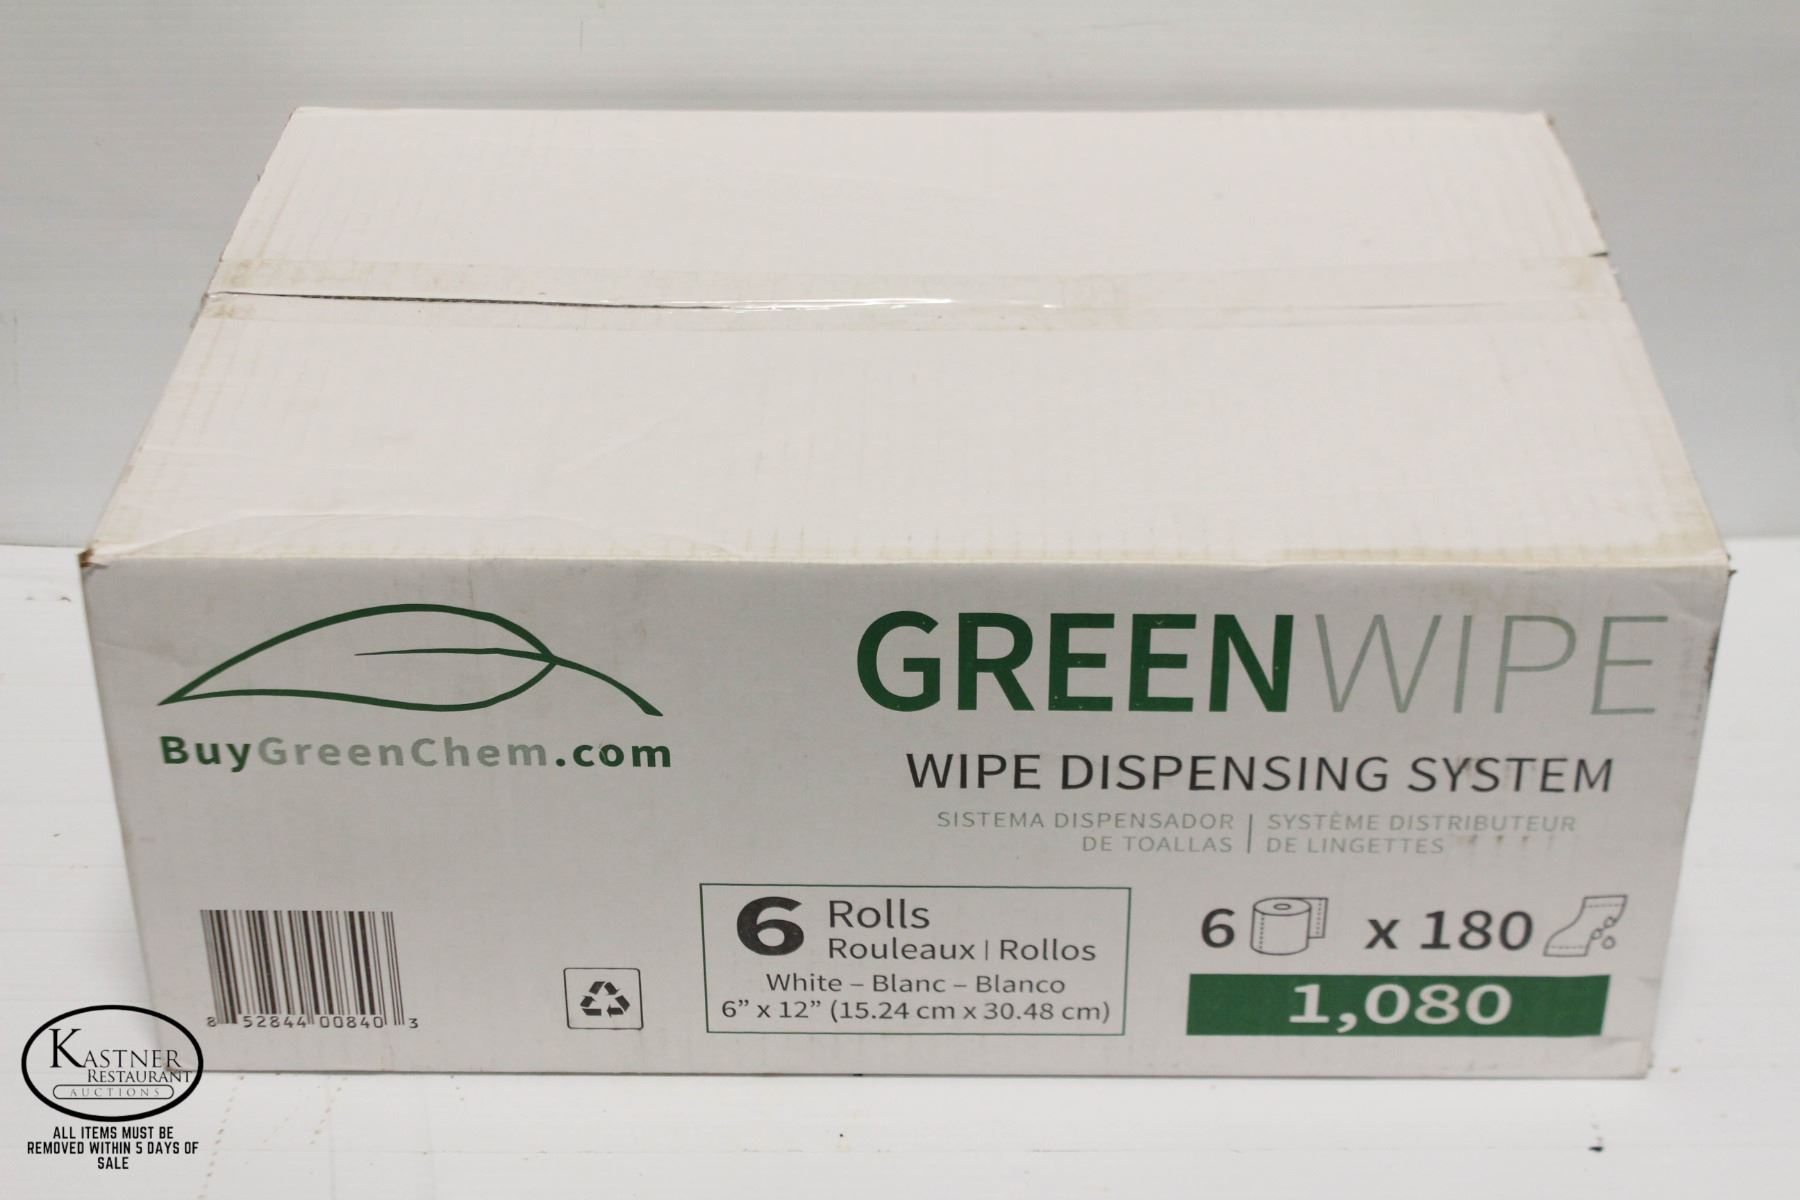 GREENWIPE
BuyGreenChem.com
WIPE DISPENSING SYSTEM
SISTEMA DISPENSADOR
DE TOALLAS
SYSTÈME DISTRIBUTEUR
DE LINGETTES
6 Rolls
Rouleaux | Rollos
White – Blanc – Blanco
6” x 12” (15.24 cm x 30.48 cm)
6 x 180
1,080
8 52844 00840 3
KASTNER
RESTAURANT
AUCTIONS
ALL ITEMS MUST BE
REMOVED WITHIN 5 DAYS OF
SALE